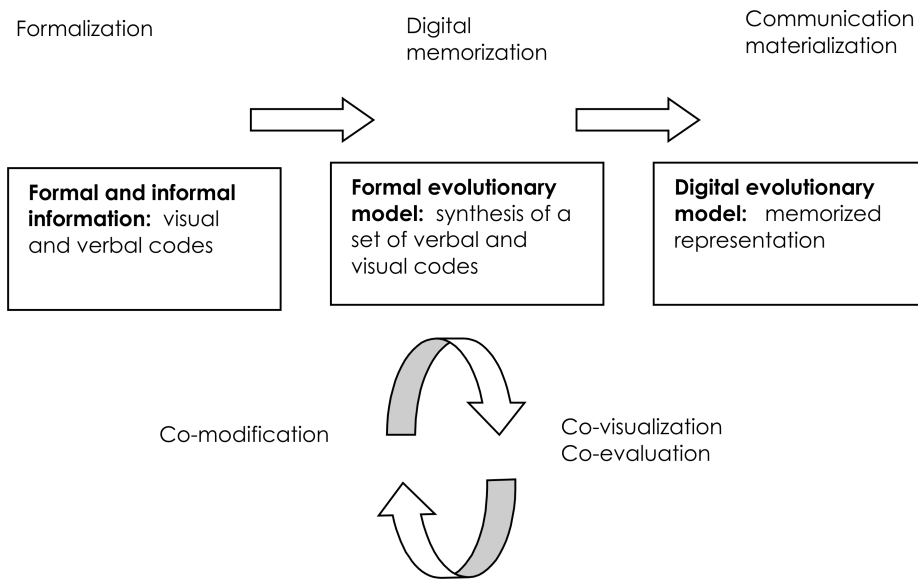 Formalization
Digital
memorization
Communication
materialization
Formal and informal
information: visual
and verbal codes
Formal evolutionary
model: synthesis of a
set of verbal and
visual codes
Digital evolutionary
model: memorized
representation
Co-modification
Co-visualization
Co-evaluation